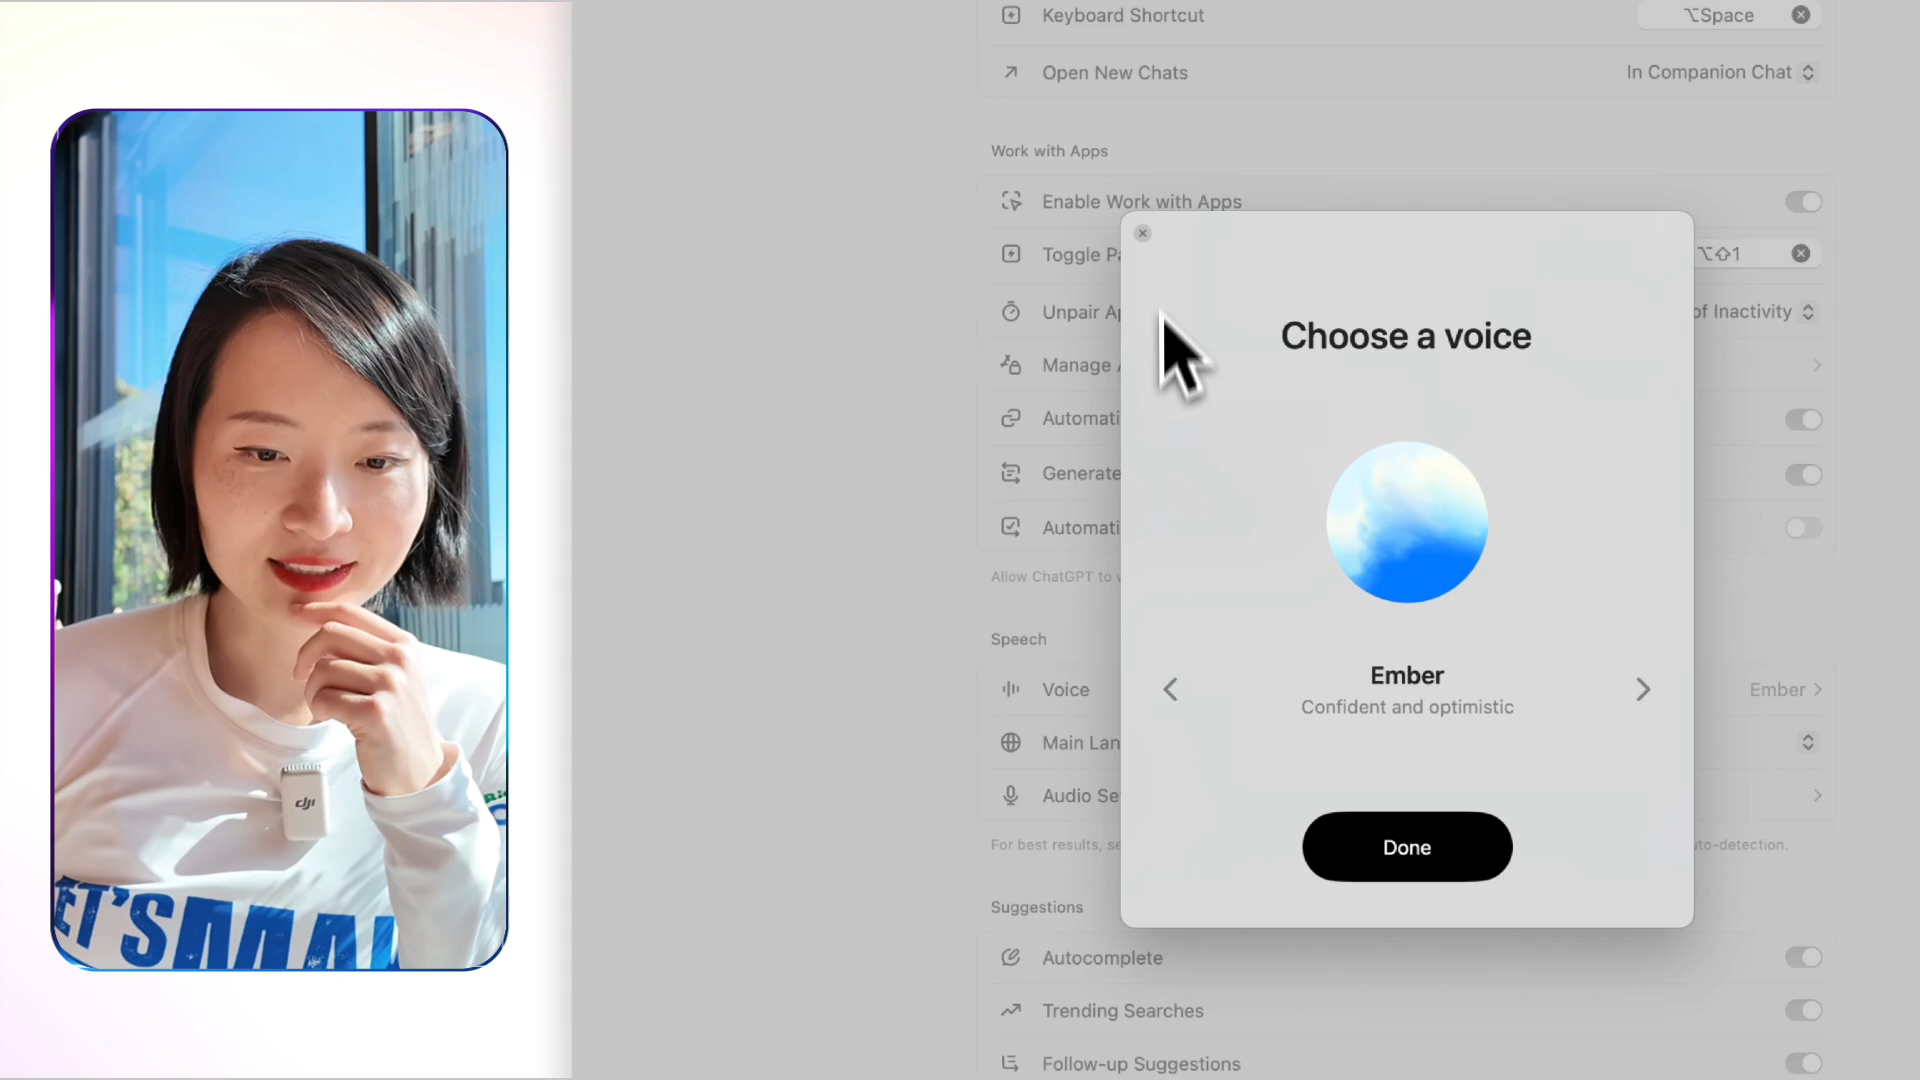 Keyboard Shortcut
⌥Space
Open New Chats
In Companion Chat
Work with Apps
Enable Work with Apps
Toggle Pa
⌥⇧1
Unpair Ap
of Inactivity
Manage A
Automati
Generate
Automati
Allow ChatGPT to w
Speech
Voice
Ember
Main Lan
Audio Se
For best results, se
uto-detection.
Suggestions
Autocomplete
Trending Searches
Follow-up Suggestions
Choose a voice
Ember
Confident and optimistic
Done
dji
ET'S